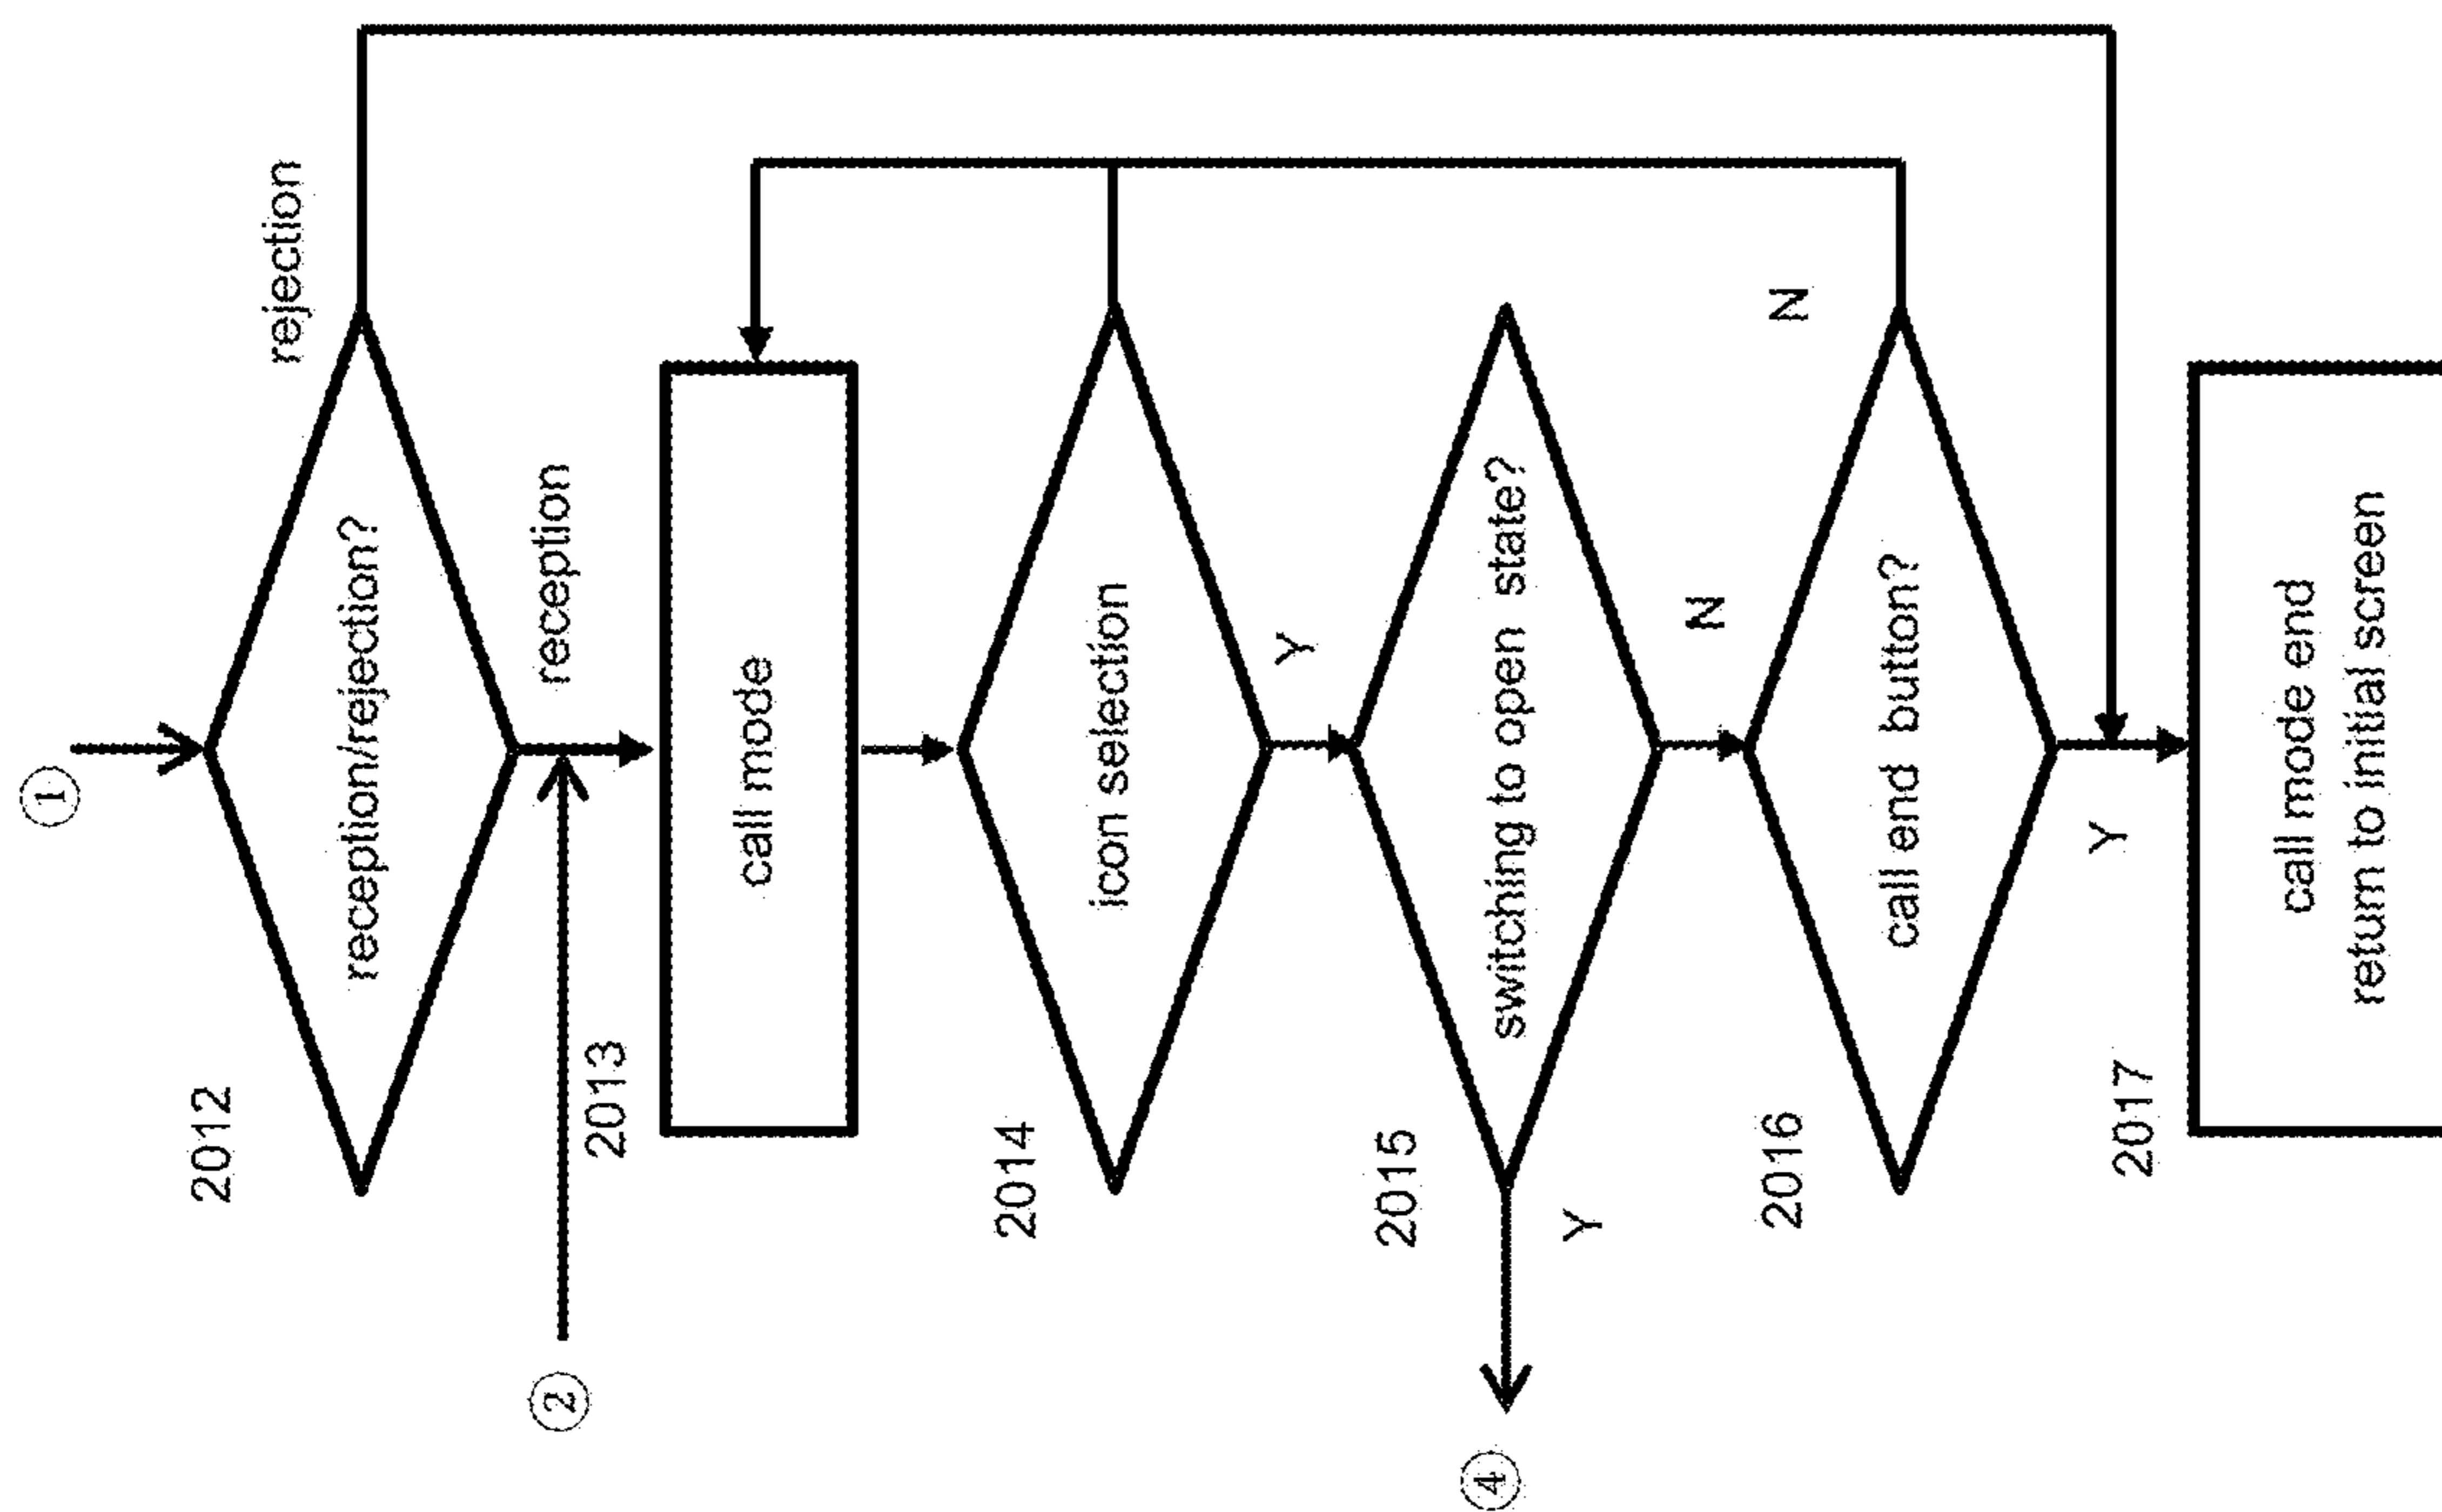 ①
2012
reception/rejection?
rejection
reception
②
2013
call mode
2014
icon selection
Y
2015
switching to open state?
Y
④
N
2016
call end button?
N
Y
2017
call mode end
return to initial screen